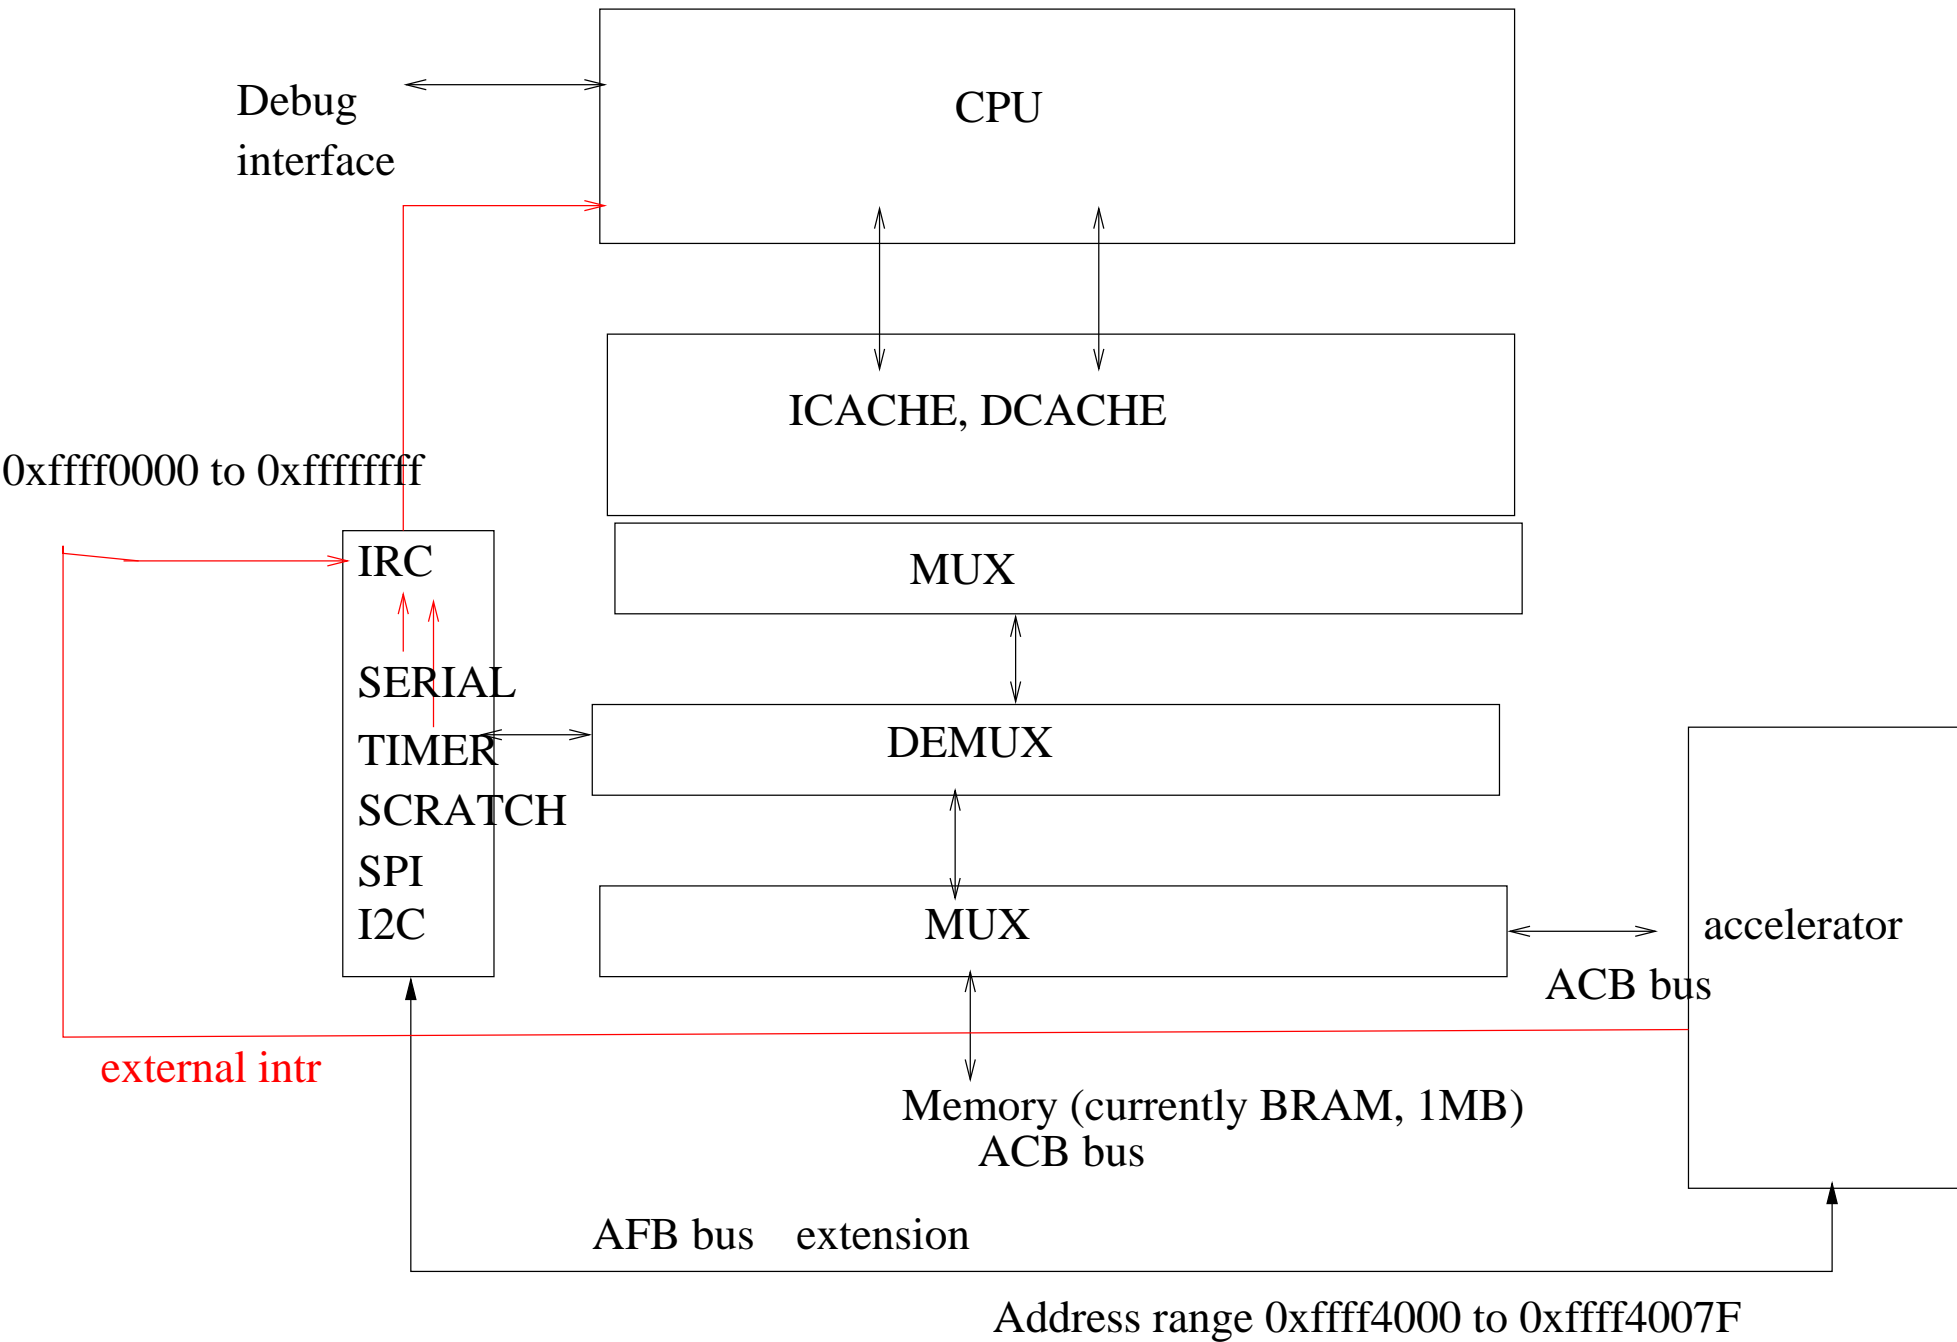 Debug
interface
CPU
ICACHE, DCACHE
0xffff0000 to 0xffffffff
IRC
MUX
SERIAL
TIMER
DEMUX
SCRATCH
SPI
I2C
MUX
accelerator
ACB bus
external intr
Memory (currently BRAM, 1MB)
ACB bus
AFB bus extension
Address range 0xffff4000 to 0xffff4007F